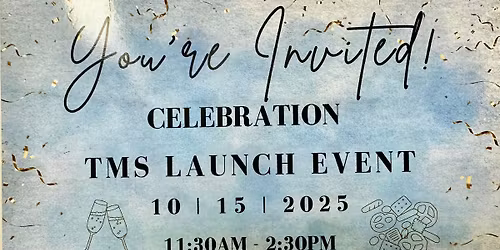 You're Invited!
CELEBRATION
TMS LAUNCH EVENT
10 | 15 | 2025
11:30AM - 2:30PM